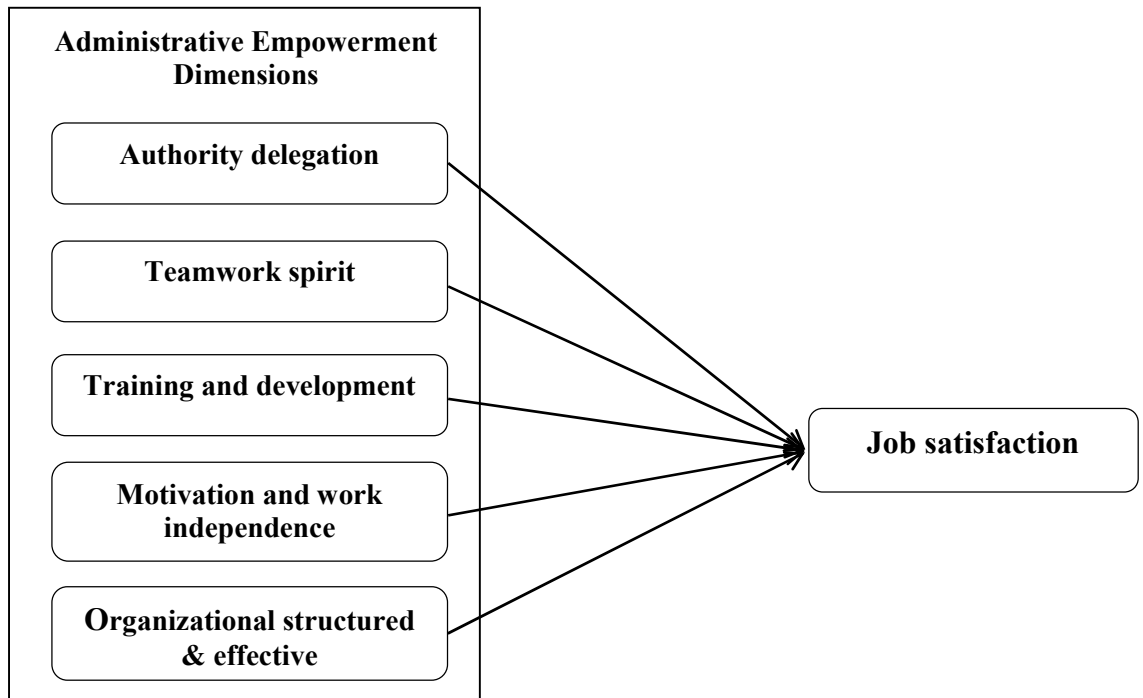 Administrative Empowerment
Dimensions
Authority delegation
Teamwork spirit
Training and development
Motivation and work
independence
Organizational structured
& effective
Job satisfaction